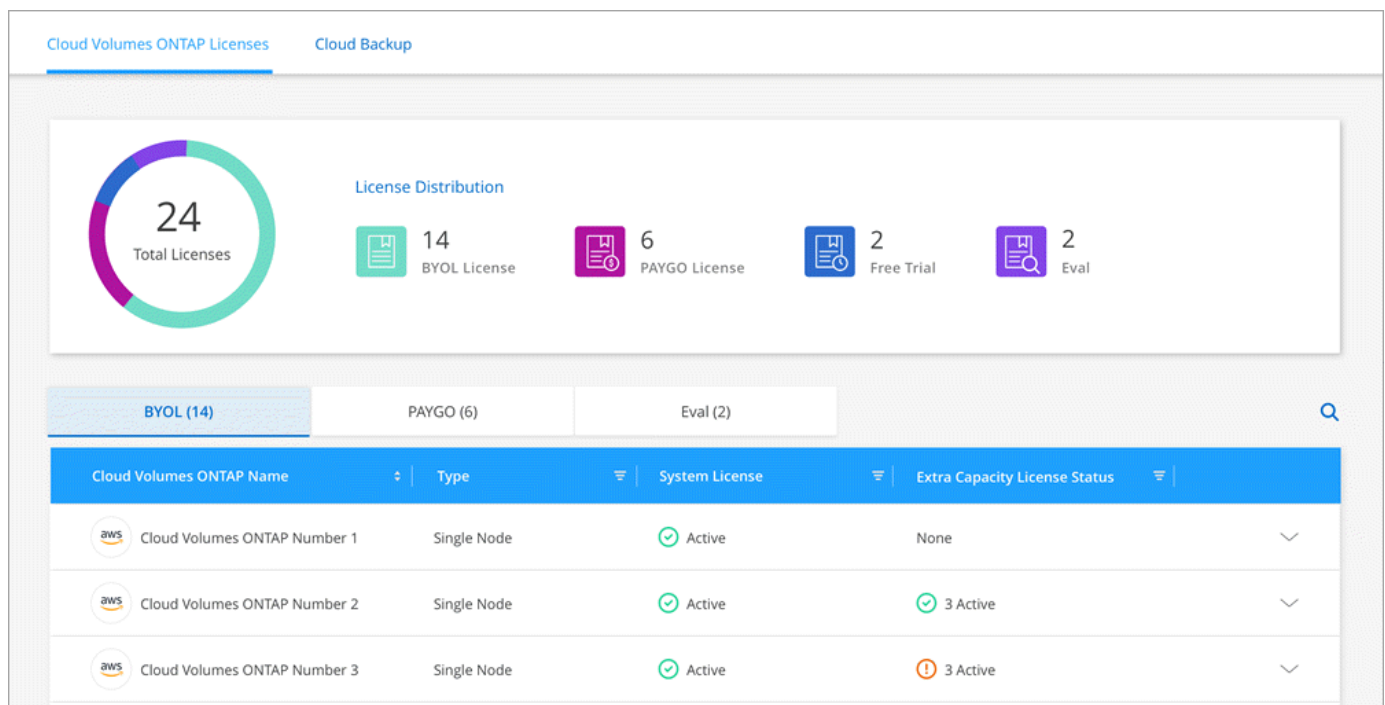 Cloud Volumes ONTAP Licenses Cloud Backup
24
Total Licenses
License Distribution
14
BYOL License
6
PAYGO License
2
Free Trial
2
Eval
BYOL (14) PAYGO (6) Eval (2)
Cloud Volumes ONTAP Name Type System License Extra Capacity License Status
aws Cloud Volumes ONTAP Number 1 Single Node Active None
aws Cloud Volumes ONTAP Number 2 Single Node Active 3 Active
aws Cloud Volumes ONTAP Number 3 Single Node Active 3 Active